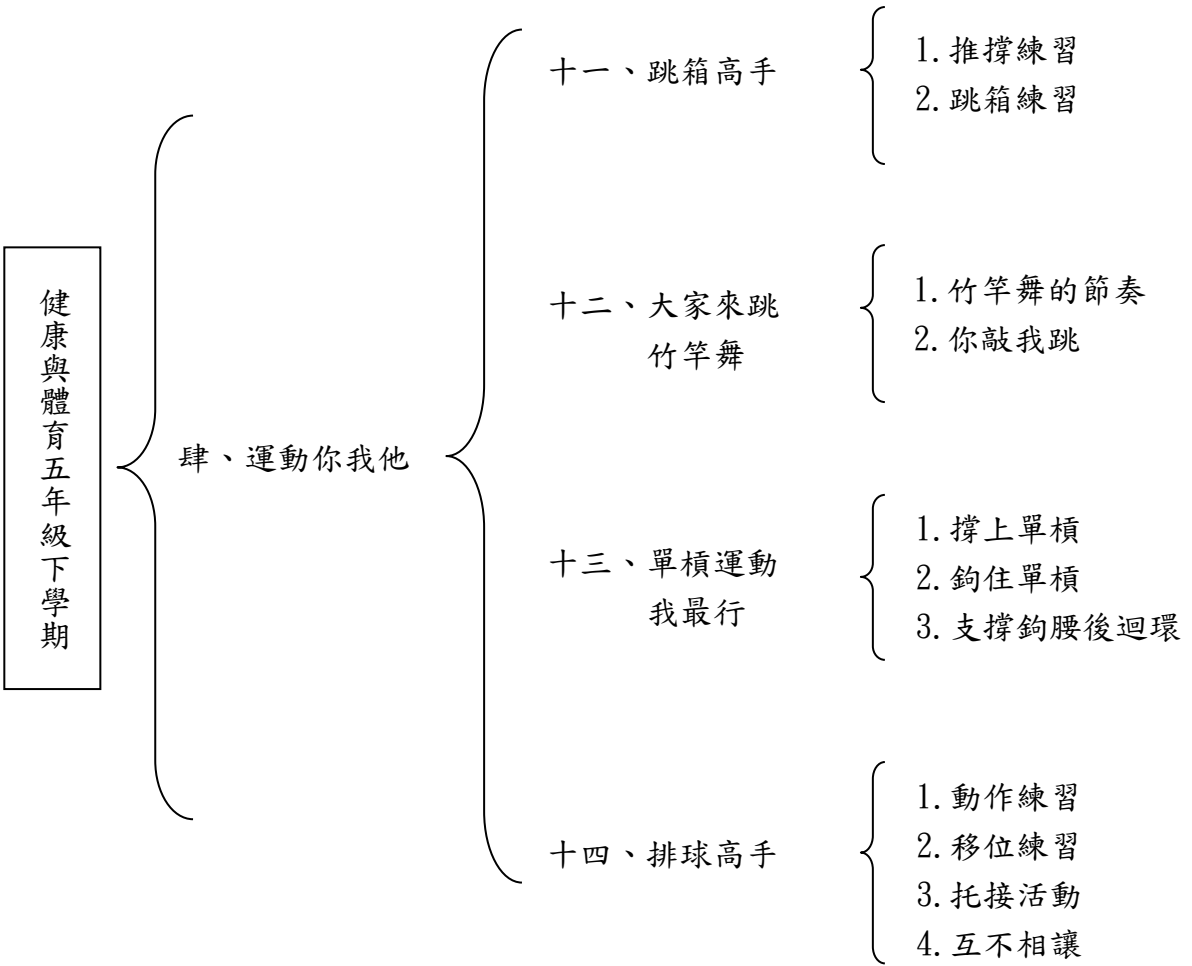 健康與體育五年級下學期
肆、運動你我他
十一、跳箱高手
1.推撐練習
2.跳箱練習
十二、大家來跳
竹竿舞
1.竹竿舞的節奏
2.你敲我跳
十三、單槓運動
我最行
1.撐上單槓
2.鉤住單槓
3.支撐鉤腰後迴環
十四、排球高手
1.動作練習
2.移位練習
3.托接活動
4.互不相讓